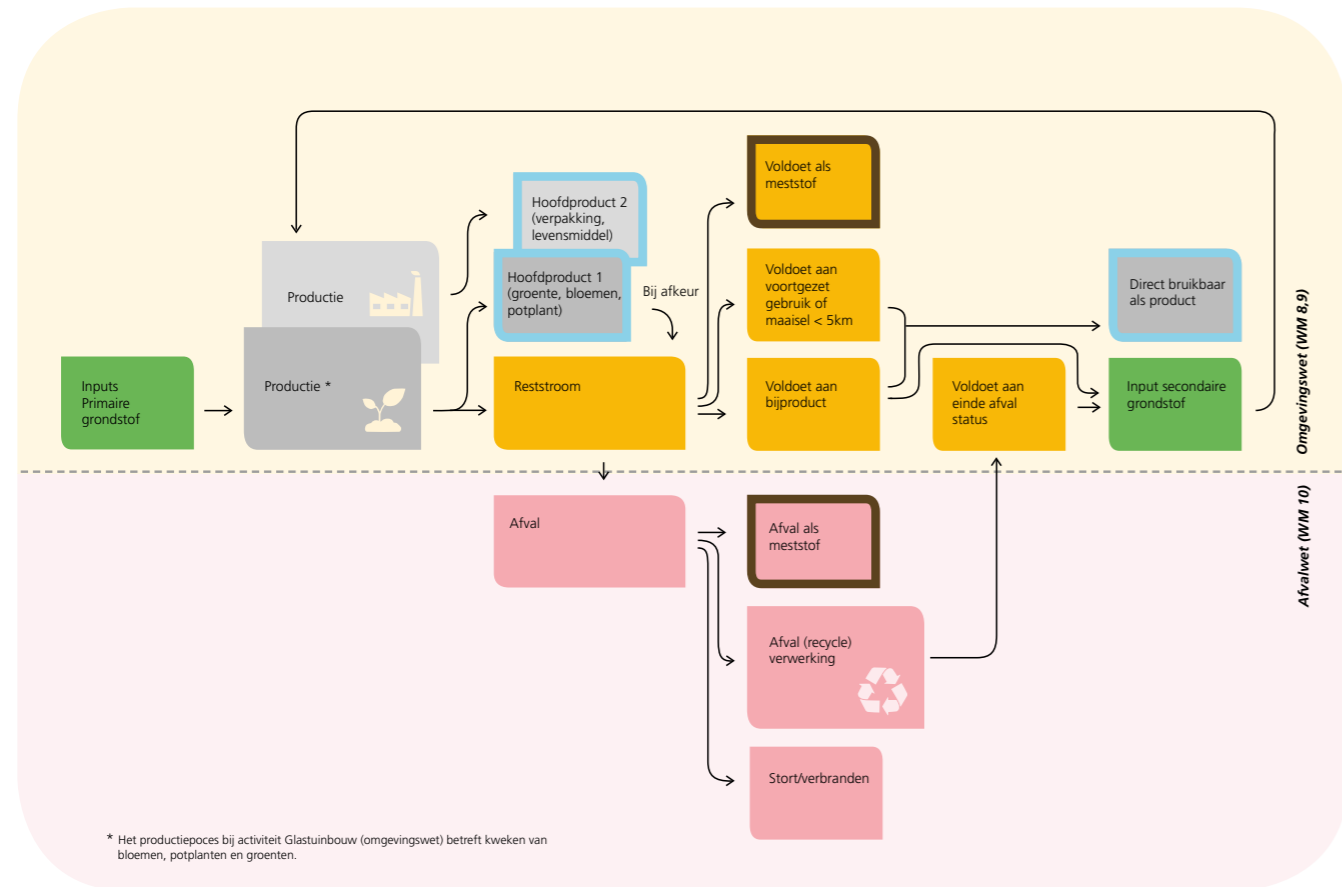 Inputs
Primaire
grondstof
Productie
Productie *
Hoofdproduct 2
(verpakking,
levensmiddel)
Hoofdproduct 1
(groente, bloemen,
potplant)
Bij afkeur
Reststroom
Voldoet als
meststof
Voldoet aan
voortgezet
gebruik of
maaisel < 5km
Voldoet aan
bijproduct
Voldoet aan
einde afval
status
Direct bruikbaar
als product
Input secondaire
grondstof
Omgevingswet (WM 8,9)
Afval
Afval als
meststof
Afval (recycle)
verwerking
Stort/verbranden
Afvalwet (WM 10)
* Het productiepoces bij activiteit Glastuinbouw (omgevingswet) betreft kweken van
bloemen, potplanten en groenten.